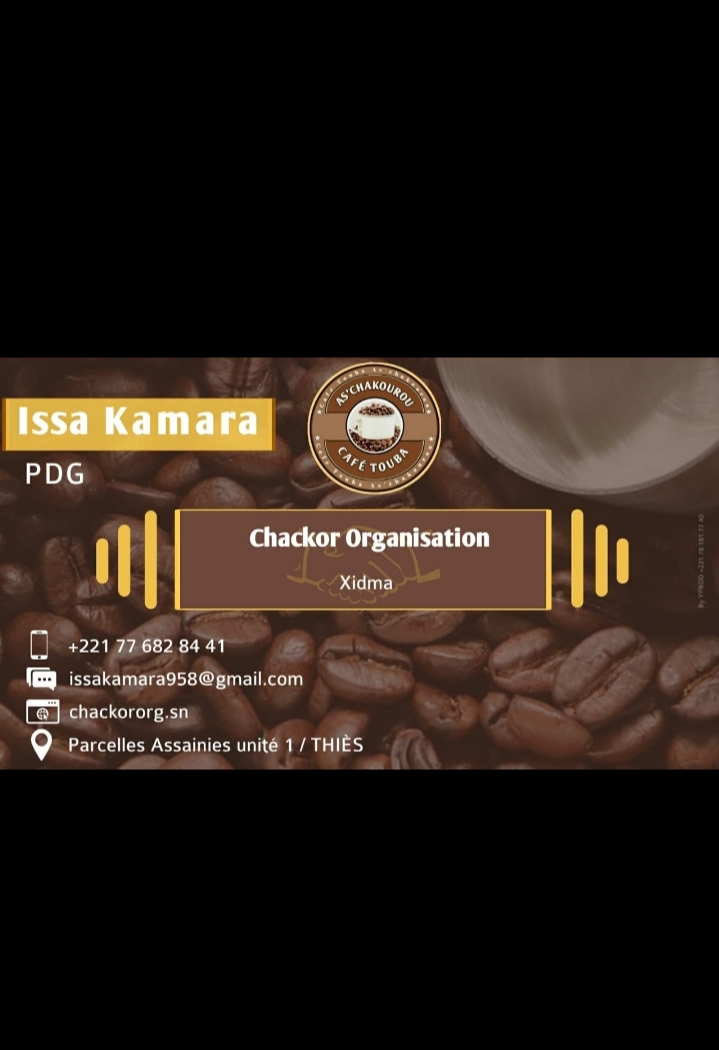 Issa Kamara
PDG
AS'CHAKOUROU
CAFÉ TOUBA
Chackor Organisation
Xidma
+221 77 682 84 41
issakamara958@gmail.com
chackororg.sn
Parcelles Assainies unité 1 / THIÈS